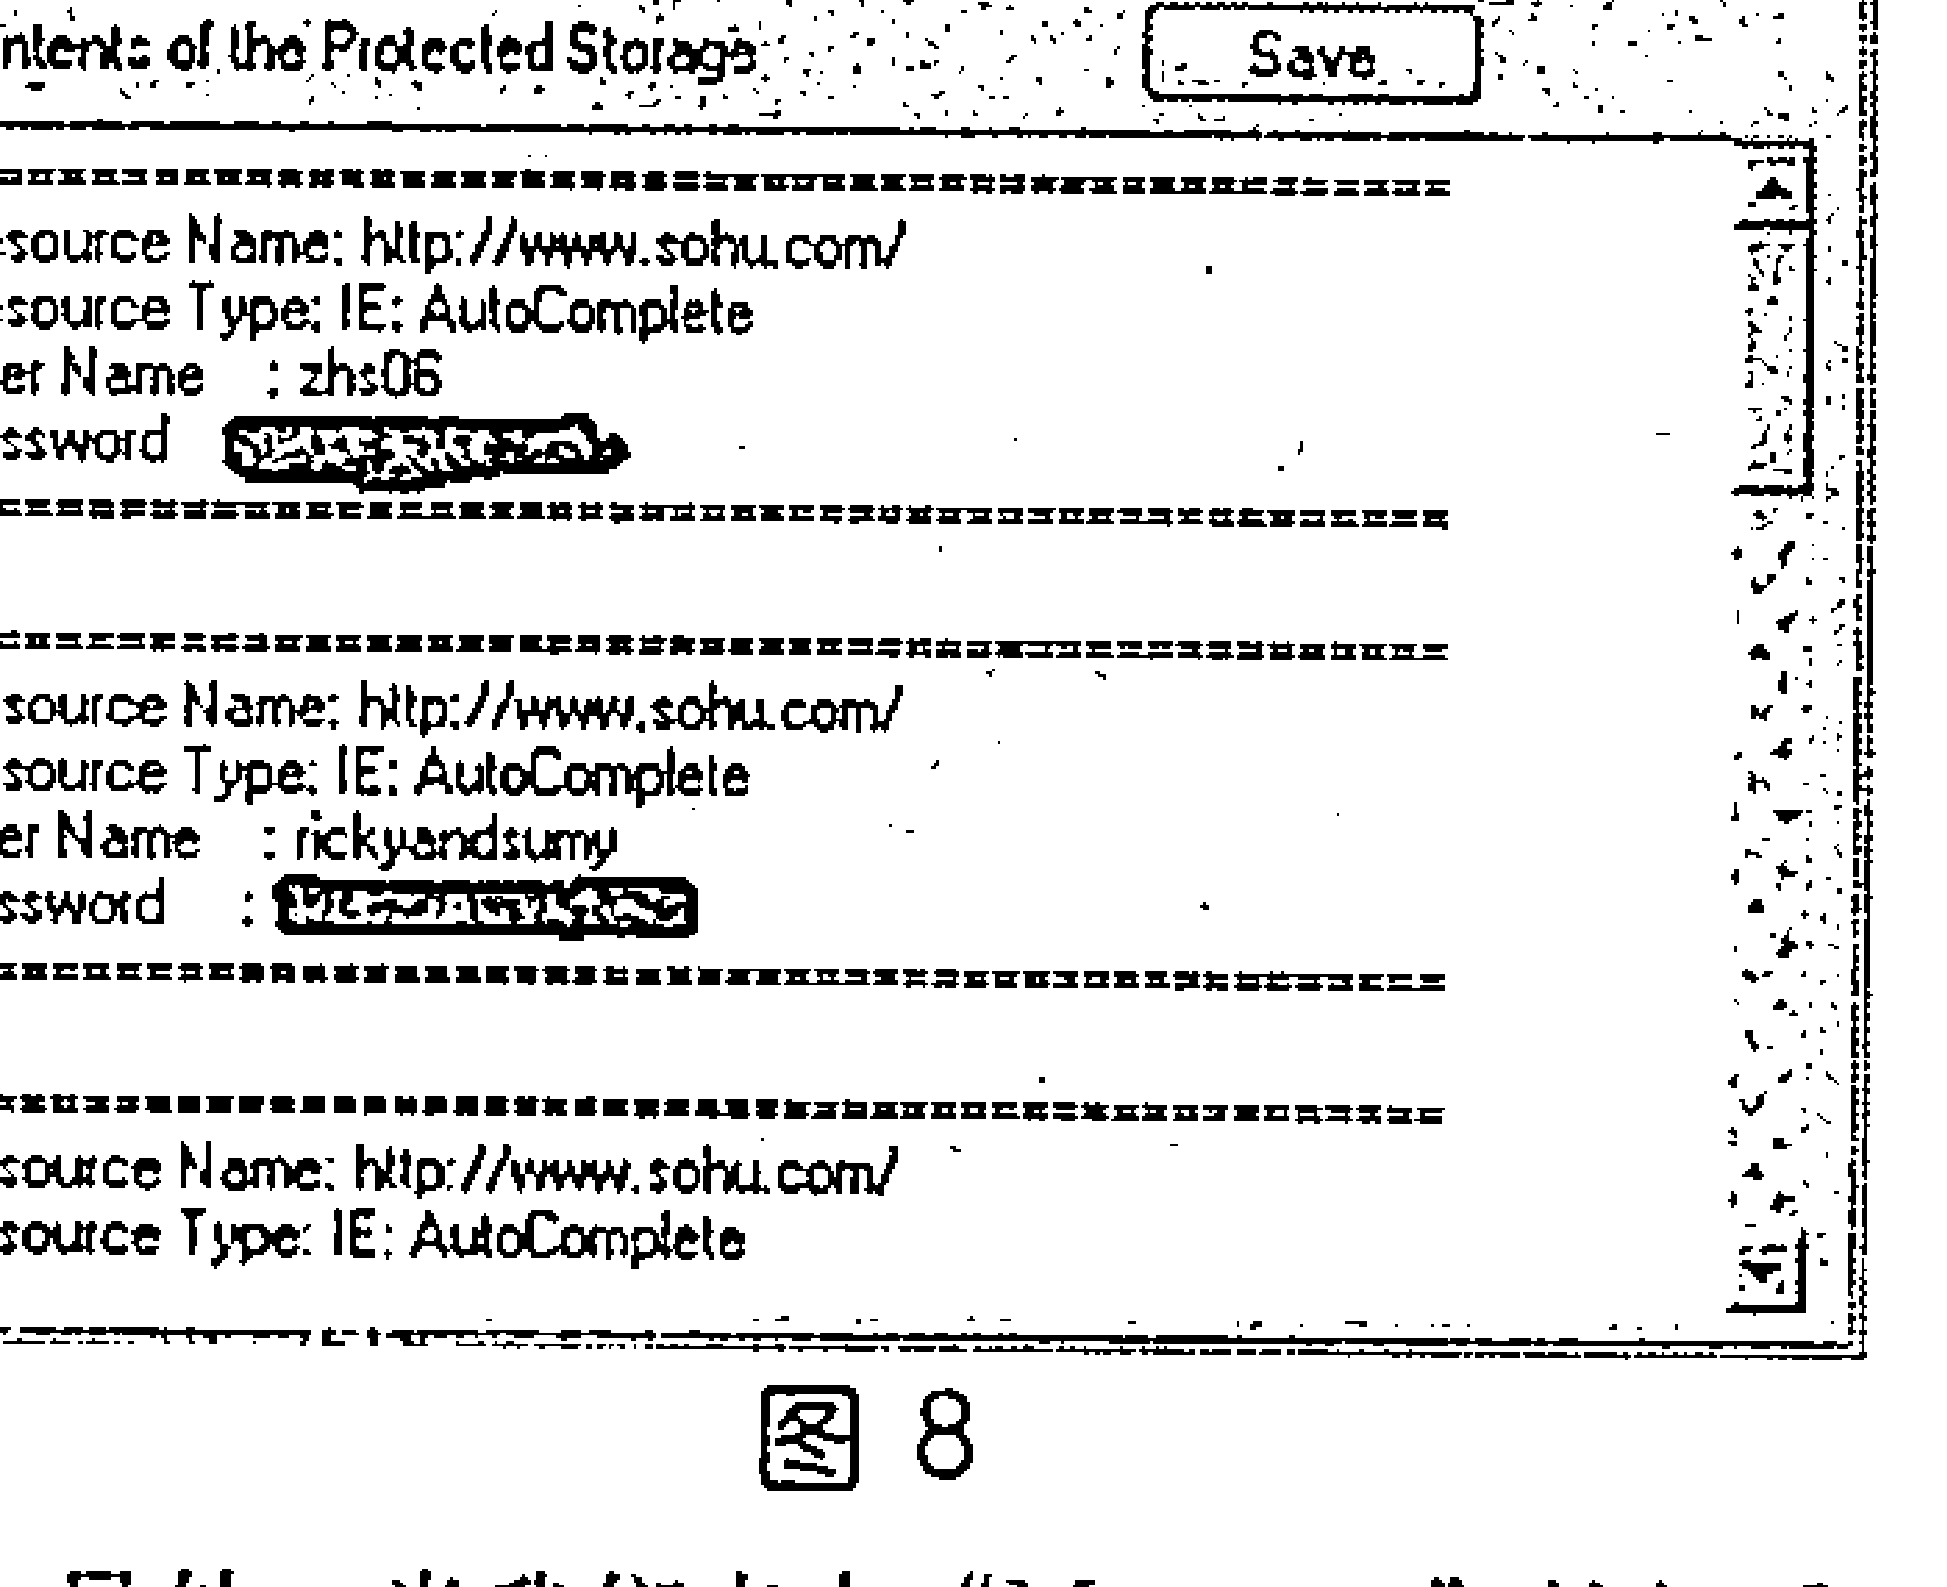 ntents of the Protected Storage Save
source Name: http://www.sohu.com/
source Type: IE: AutoComplete
er Name : zhs06
ssword
source Name: http://www.sohu.com/
source Type: IE: AutoComplete
er Name : rickyandsumy
ssword :
source Name: http://www.sohu.com/
source Type: IE: AutoComplete
图 8